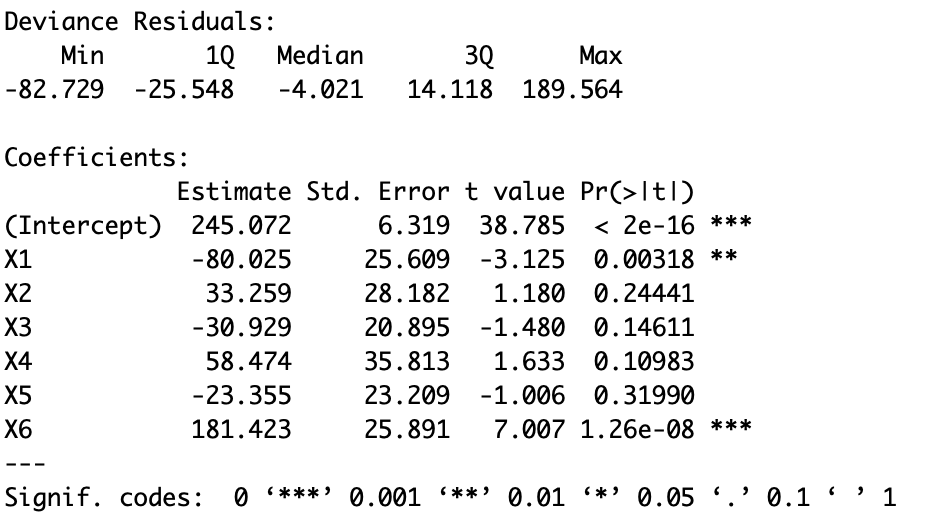 Deviance Residuals:
    Min       1Q   Median       3Q      Max
-82.729  -25.548   -4.021   14.118  189.564

Coefficients:
            Estimate Std. Error t value Pr(>|t|)
(Intercept)  245.072      6.319  38.785  < 2e-16 ***
X1           -80.025     25.609  -3.125  0.00318 **
X2            33.259     28.182   1.180  0.24441
X3           -30.929     20.895  -1.480  0.14611
X4            58.474     35.813   1.633  0.10983
X5           -23.355     23.209  -1.006  0.31990
X6           181.423     25.891   7.007 1.26e-08 ***
---
Signif. codes:  0 ‘***’ 0.001 ‘**’ 0.01 ‘*’ 0.05 ‘.’ 0.1 ‘ ’ 1